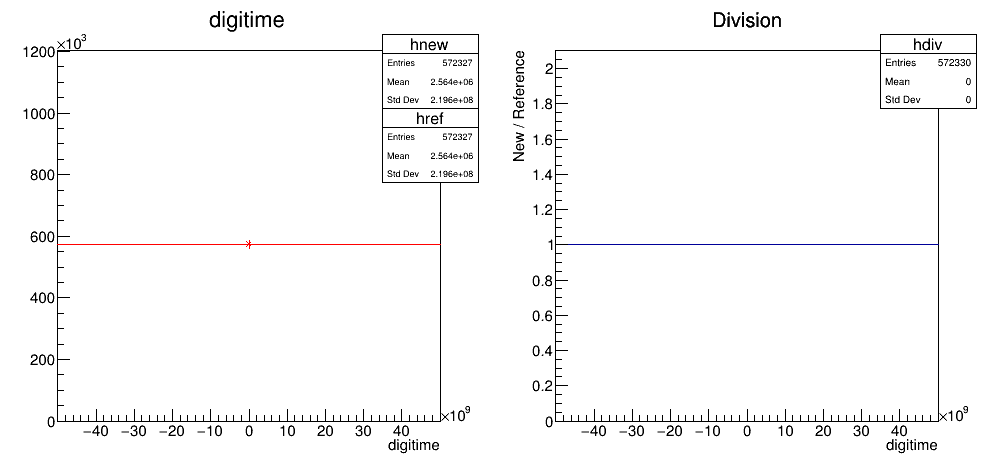 digitime
×10³
hnew
Entries 572327
Mean 2.564e+06
Std Dev 2.196e+08
href
Entries 572327
Mean 2.564e+06
Std Dev 2.196e+08
1200
1000
800
600
400
200
0
−40 −30 −20 −10 0 10 20 30 40
×10⁹
digitime
Division
hdiv
Entries 572330
Mean 0
Std Dev 0
New / Reference
2
1.8
1.6
1.4
1.2
1
0.8
0.6
0.4
0.2
0
−40 −30 −20 −10 0 10 20 30 40
×10⁹
digitime